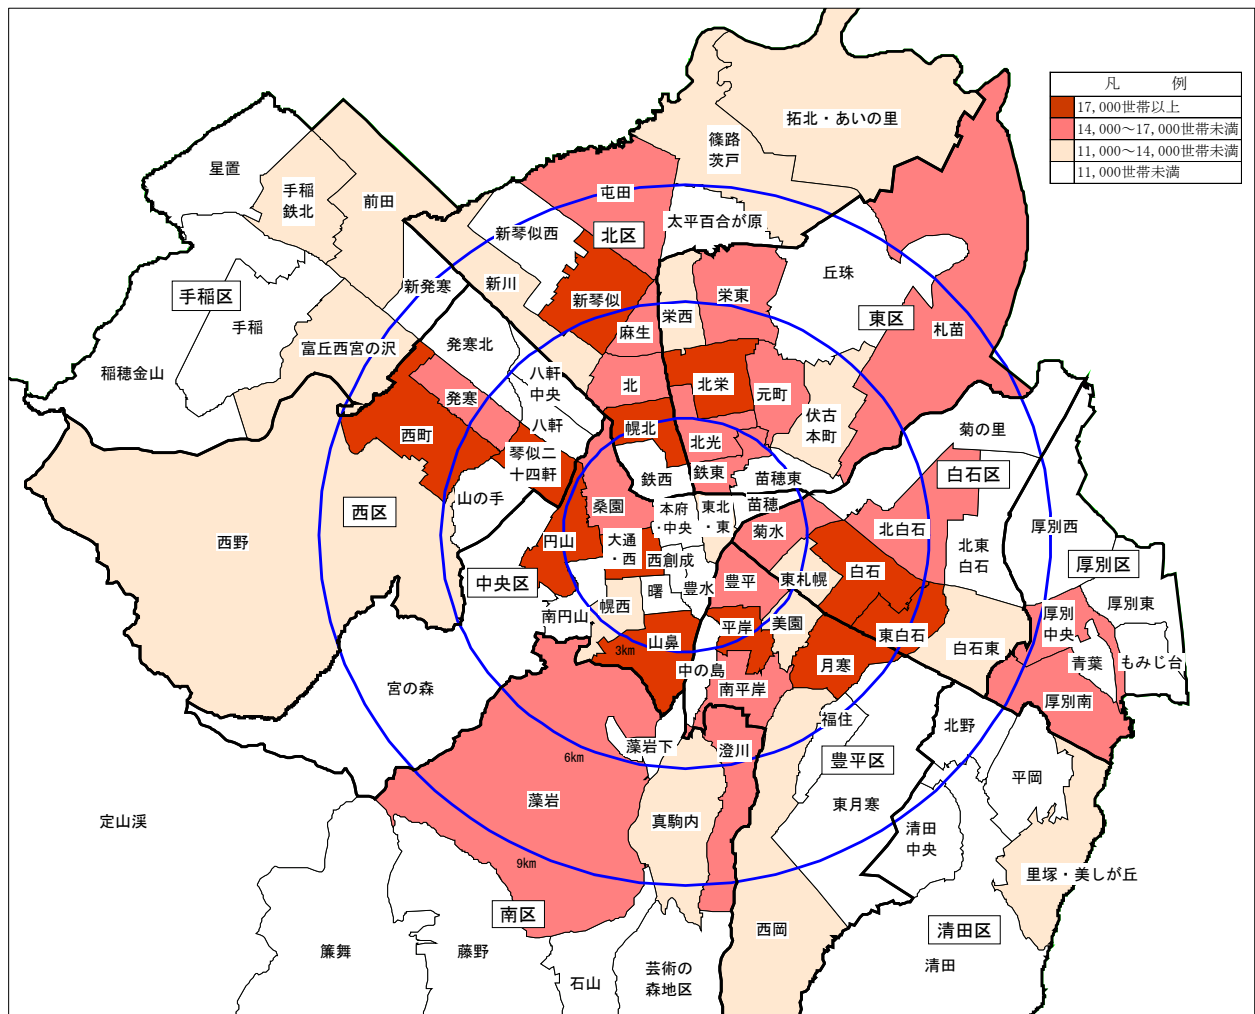 凡　例
17,000世帯以上
14,000～17,000世帯未満
11,000～14,000世帯未満
11,000世帯未満
拓北・あいの里
篠路
茨戸
星置
手稲
鉄北
前田
屯田
太平百合が原
新琴似西
北区
丘珠
新川
新発寒
手稲区
新琴似
栄東
栄西
東区
札苗
手稲
麻生
発寒北
富丘西宮の沢
稲穂金山
八軒
中央
北
北栄
元町
発寒
伏古
本町
八軒
幌北
菊の里
西町
北光
琴似二
十四軒
鉄東
鉄西
苗穂東
白石区
山の手
桑園
苗穂
本府
・中央
東北
・東
西区
厚別西
北白石
菊水
西野
円山
大通
・西
西創成
北東
白石
厚別区
白石
中央区
豊平
東札幌
曙
豊水
幌西
厚別東
南円山
厚別
中央
美園
平岸
山鼻
東白石
白石東
3km
月寒
青葉
もみじ台
中の島
宮の森
南平岸
厚別南
福住
北野
藻岩下
澄川
6km
豊平区
平岡
藻岩
東月寒
定山渓
真駒内
清田
中央
9km
里塚・美しが丘
南区
西岡
清田区
簾舞
藤野
清田
芸術の
森地区
石山